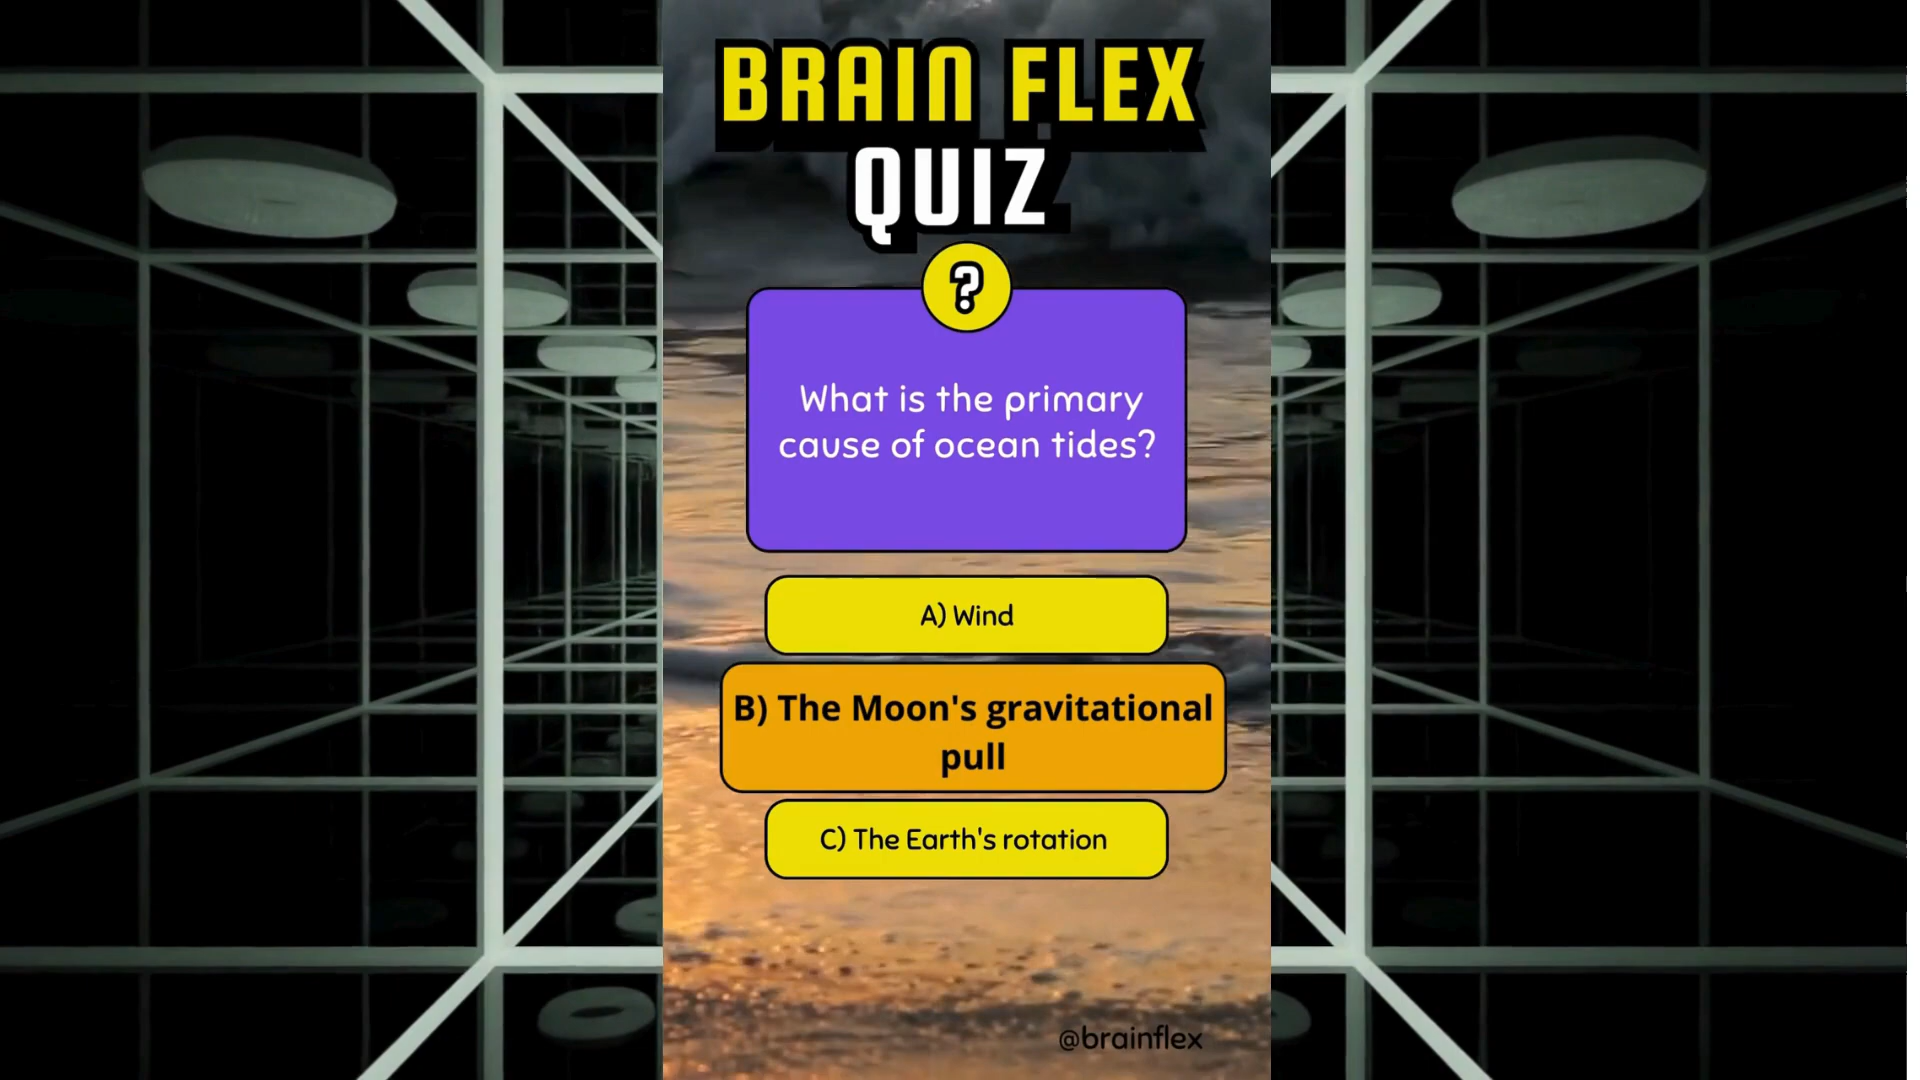 BRAIN FLEX
QUIZ
?
What is the primary
cause of ocean tides?
A) Wind
B) The Moon's gravitational
pull
C) The Earth's rotation
@brainflex